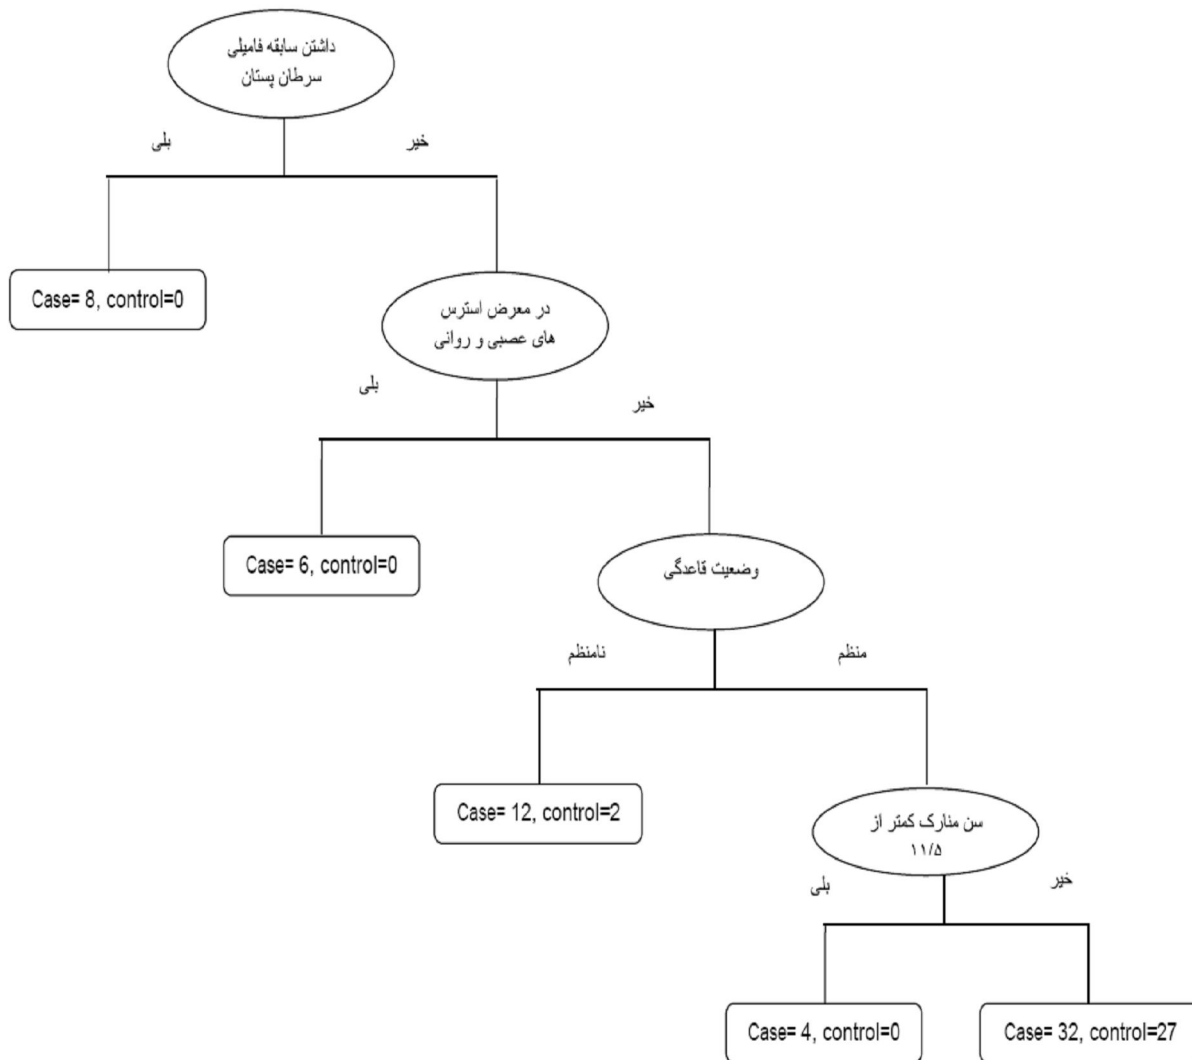 داشتن سابقه فامیلی
سرطان پستان
بلی
خیر
Case= 8, control=0
در معرض استرس
های عصبی و روانی
بلی
خیر
Case= 6, control=0
وضعیت قاعدگی
نامنظم
منظم
Case= 12, control=2
سن منارک کمتر از
۱۱/۵
بلی
خیر
Case= 4, control=0
Case= 32, control=27